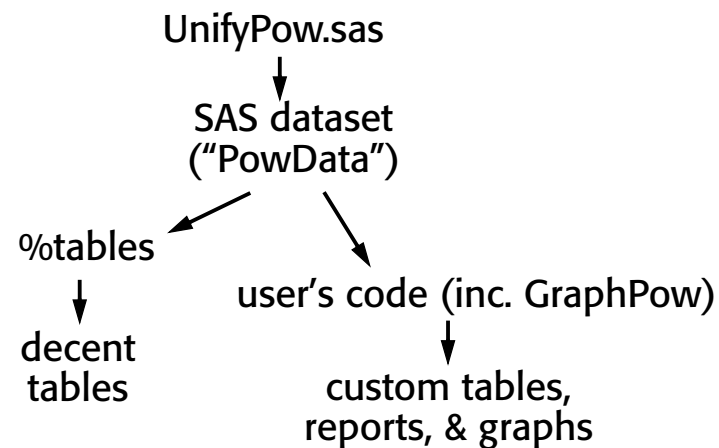 UnifyPow.sas
SAS dataset
(“PowData”)
%tables
user’s code (inc. GraphPow)
decent
tables
custom tables,
reports, & graphs